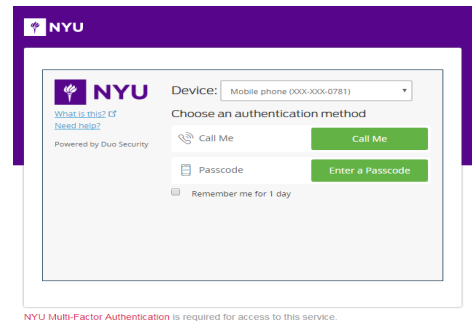 NYU
NYU
Device: Mobile phone (XXX-XXX-0781)
What is this?
Need help?
Powered by Duo Security
Choose an authentication method
Call Me Call Me
Passcode Enter a Passcode
Remember me for 1 day
NYU Multi-Factor Authentication is required for access to this service.